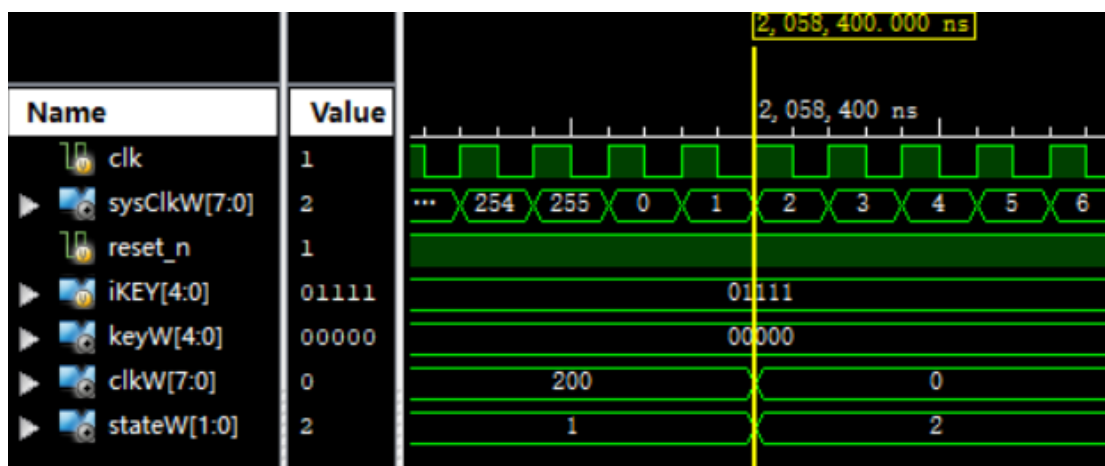 2, 058, 400. 000 ns
Name Value 2, 058, 400 ns
clk 1
sysClkW[7:0] 2 ··· 254 255 0 1 2 3 4 5 6
reset_n 1
iKEY[4:0] 01111 01111
keyW[4:0] 00000 00000
clkW[7:0] 0 200 0
stateW[1:0] 2 1 2